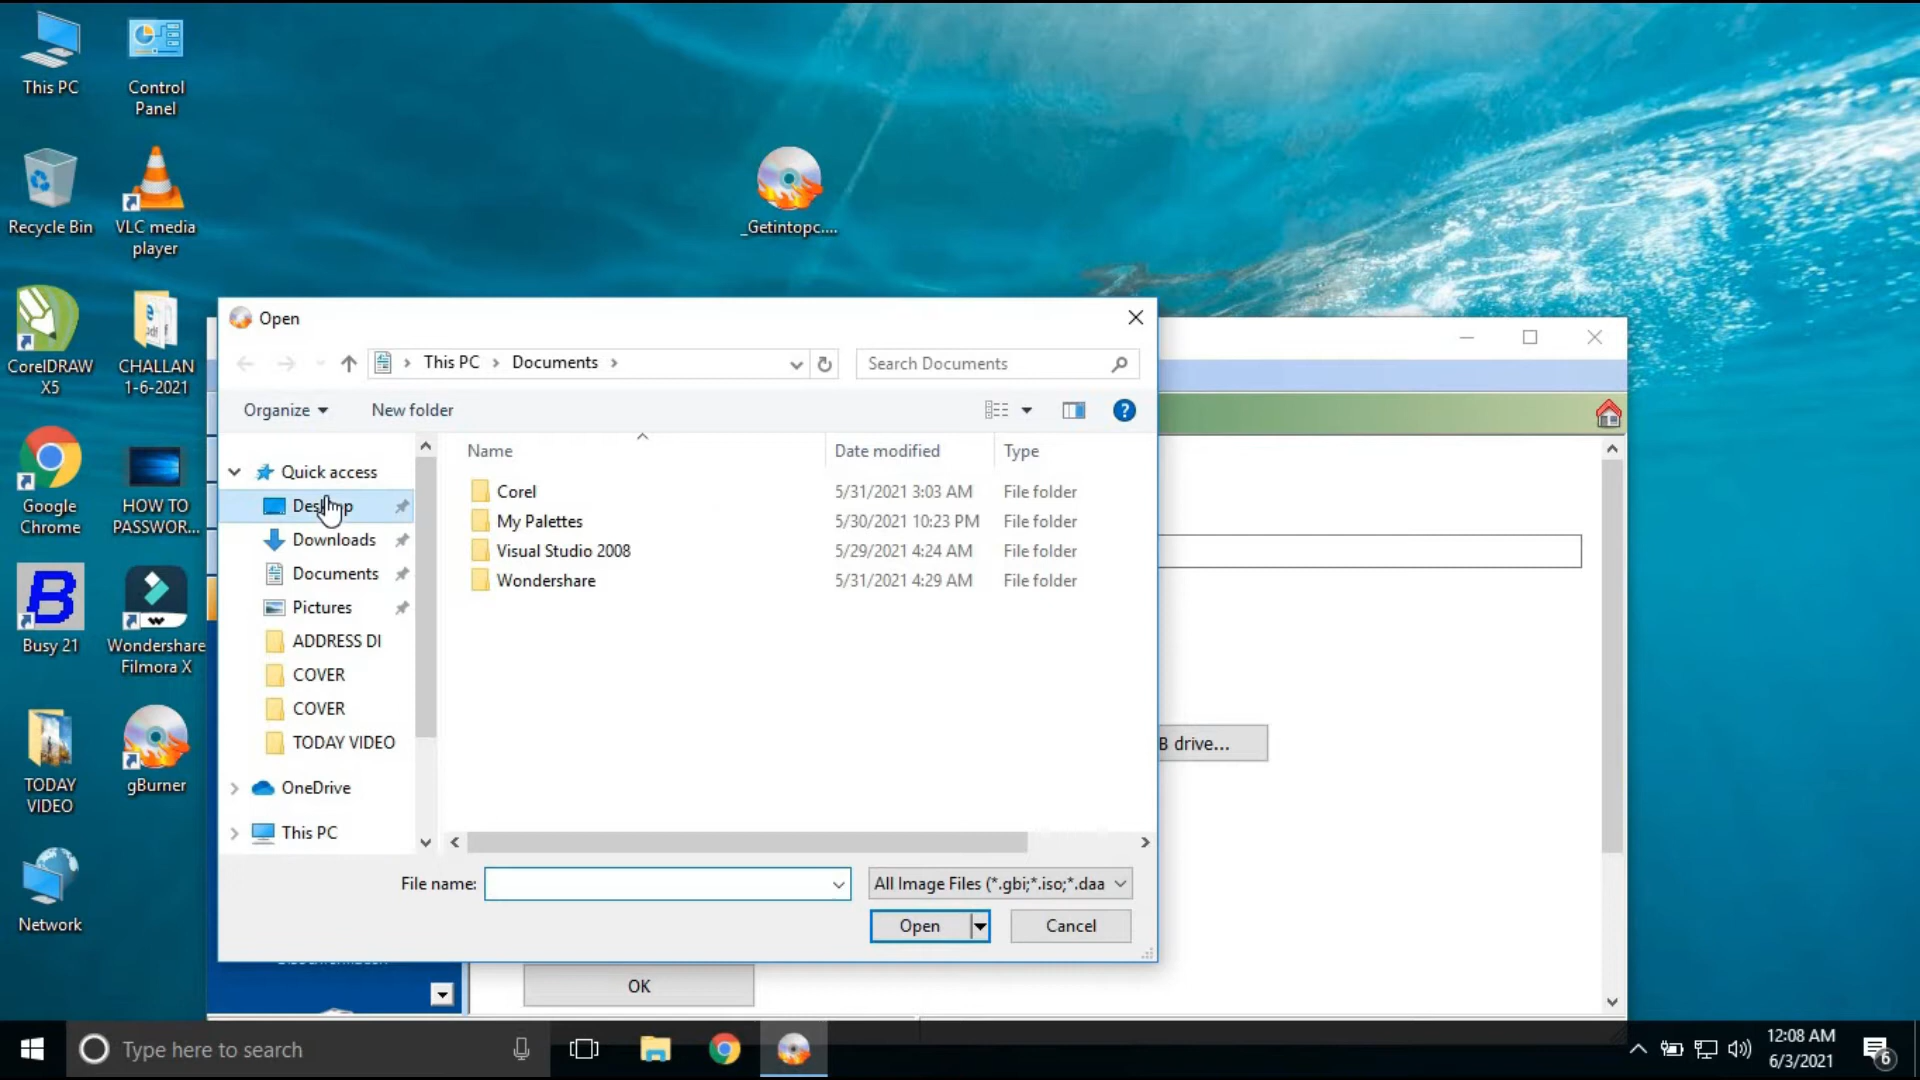 This PC
Control
Panel
Recycle Bin
VLC media
player
_Getintopc....
CorelDRAW
X5
CHALLAN
1-6-2021
Google
Chrome
HOW TO
PASSWOR...
Busy 21
Wondershare
Filmora X
TODAY
VIDEO
gBurner
Network
Open
This PC > Documents >
Search Documents
Organize
New folder
Name
Date modified
Type
Quick access
Desktop
Downloads
Documents
Pictures
ADDRESS DI
COVER
COVER
TODAY VIDEO
OneDrive
This PC
Corel 5/31/2021 3:03 AM File folder
My Palettes 5/30/2021 10:23 PM File folder
Visual Studio 2008 5/29/2021 4:24 AM File folder
Wondershare 5/31/2021 4:29 AM File folder
B drive...
File name:
All Image Files (*.gbi;*.iso;*.daa
Open
Cancel
OK
Type here to search
12:08 AM
6/3/2021
6